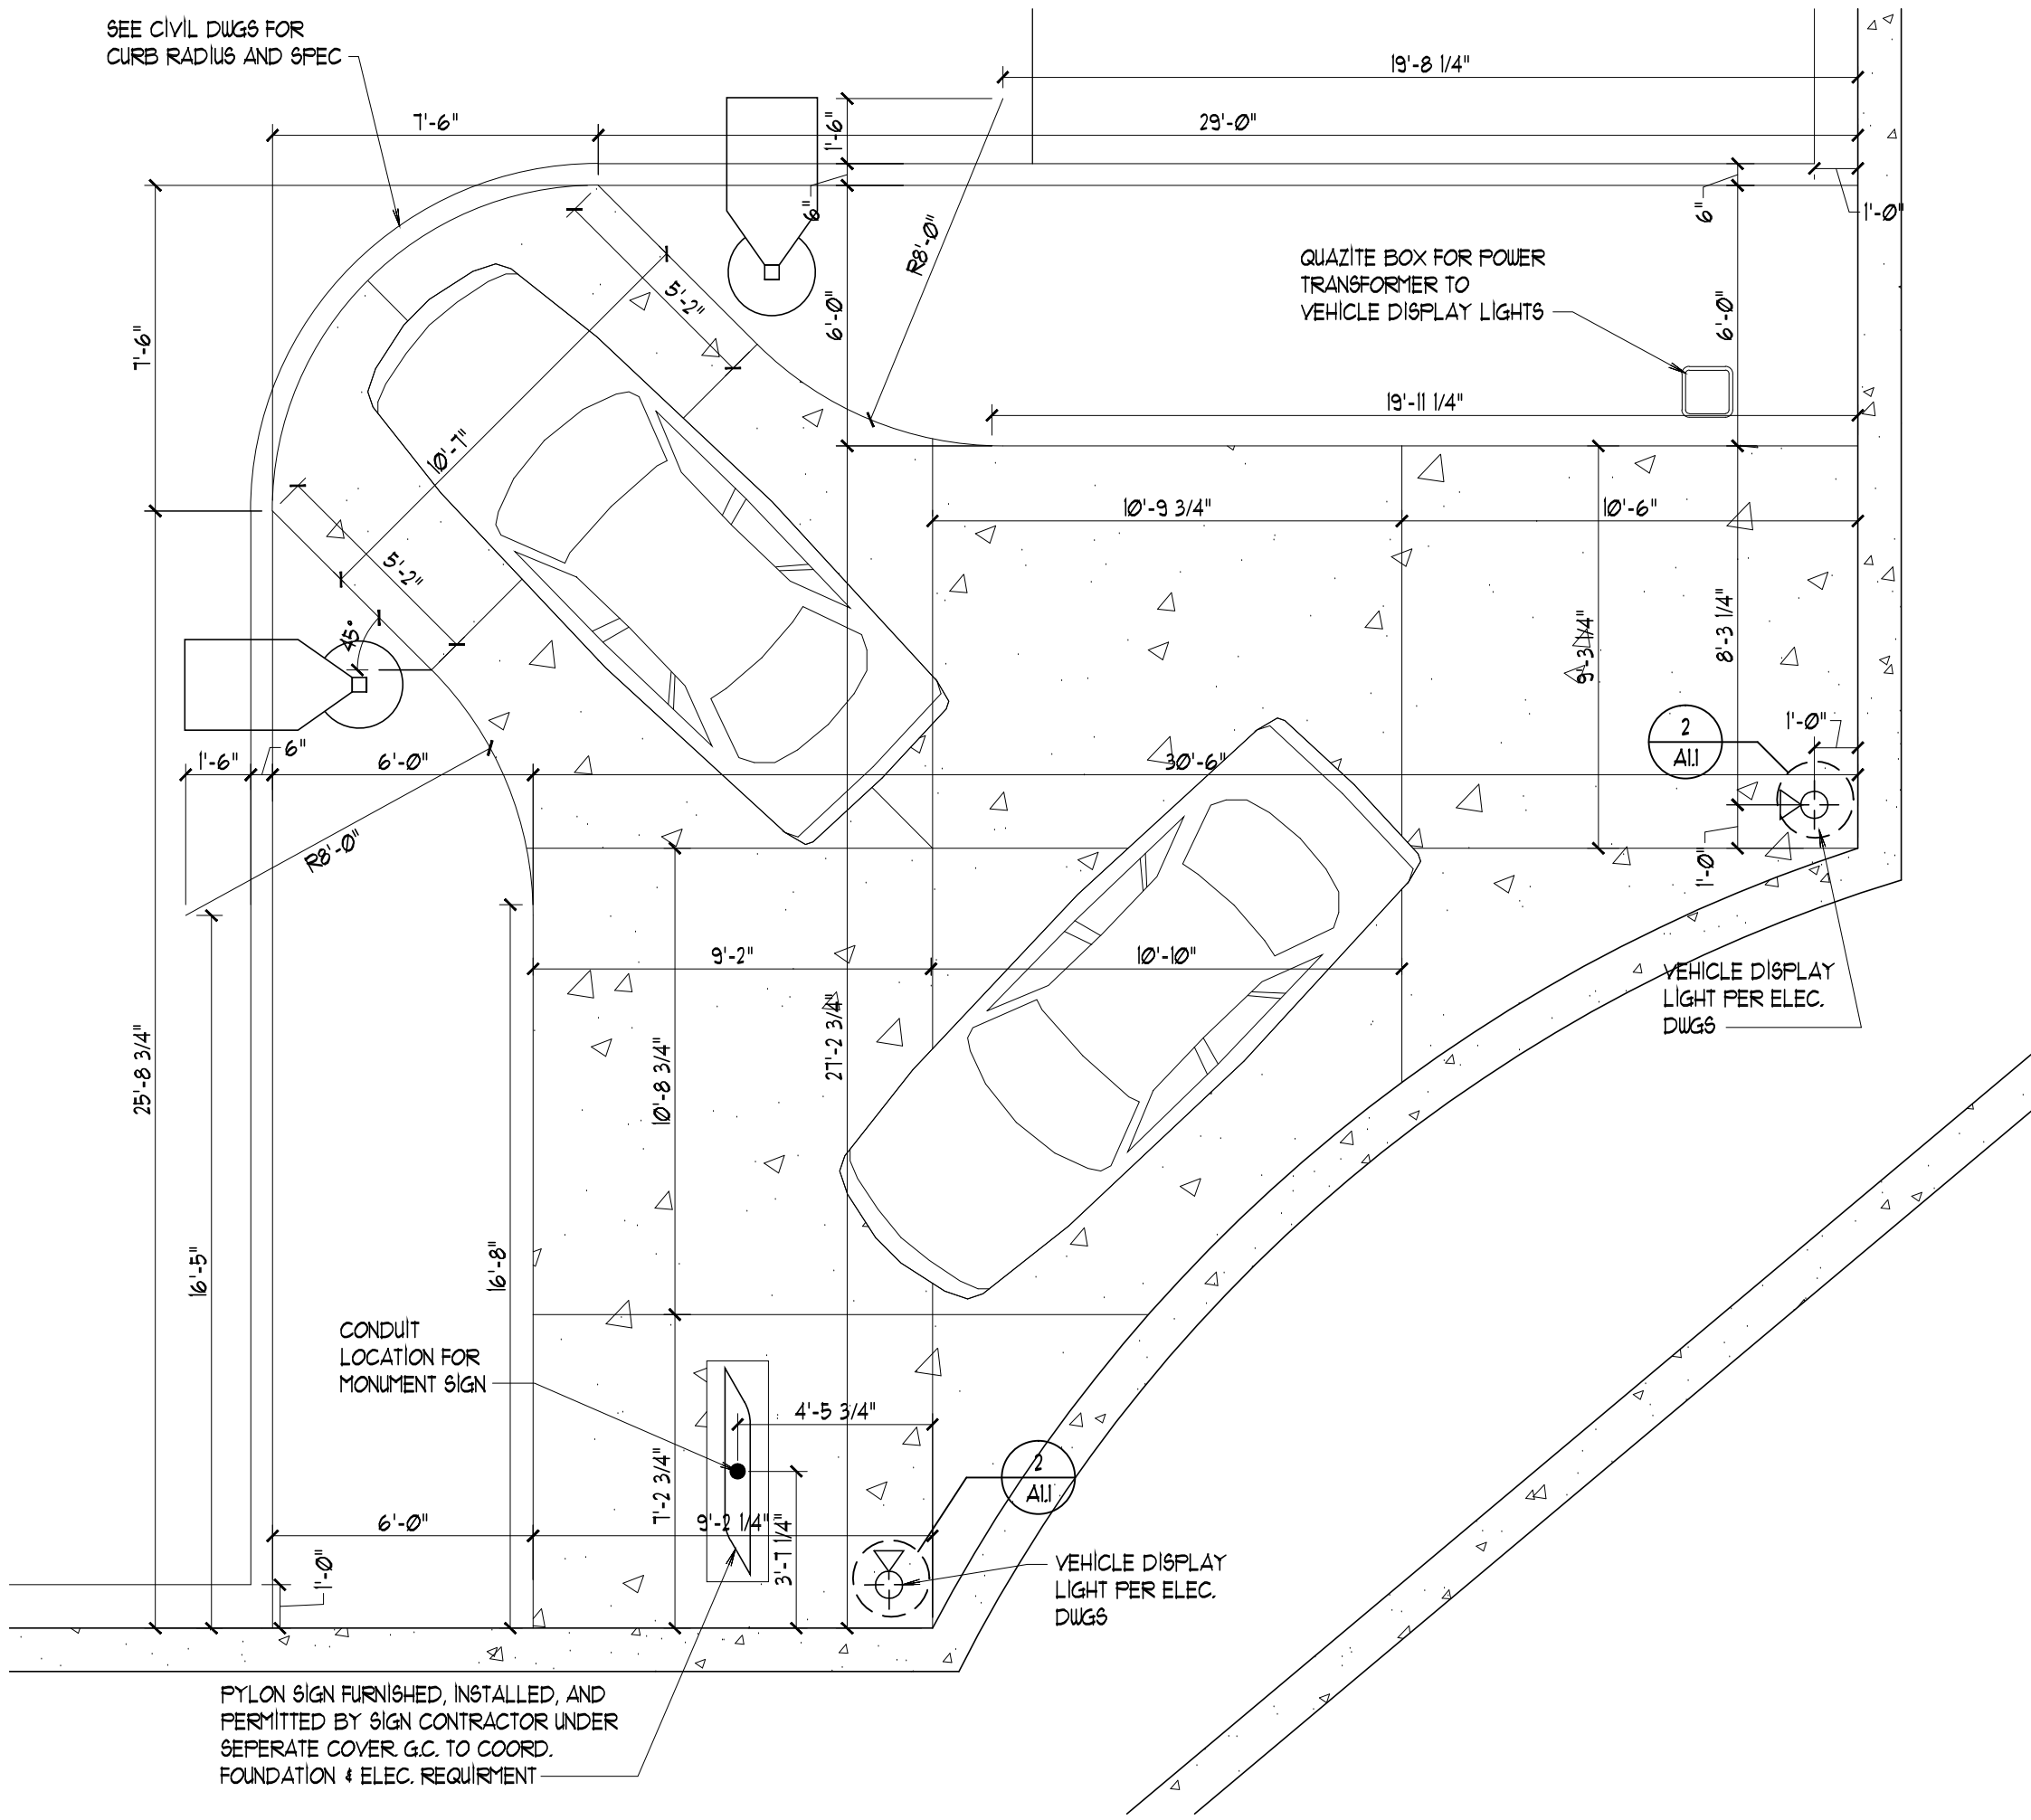 SEE CIVIL DWGS FOR
CURB RADIUS AND SPEC
19'-8 1/4"
7'-6"
1'-6"
29'-0"
6"
6"
1'-0"
R8'-0"
QUAZITE BOX FOR POWER
TRANSFORMER TO
VEHICLE DISPLAY LIGHTS
5'-2"
6'-0"
6'-0"
7'-6"
19'-11 1/4"
10'-7"
10'-9 3/4"
10'-6"
5'-2"
45°
9'-3 1/4"
8'-3 1/4"
2
A1.1
1'-0"
1'-6"
6"
6'-0"
30'-6"
R8'-0"
1'-0"
9'-2"
10'-10"
VEHICLE DISPLAY
LIGHT PER ELEC.
DWGS
25'-8 3/4"
10'-8 3/4"
27'-2 3/4"
16'-5"
16'-8"
CONDUIT
LOCATION FOR
MONUMENT SIGN
4'-5 3/4"
7'-2 3/4"
2
A1.1
6'-0"
9'-2 1/4"
3'-7 1/4"
1'-0"
VEHICLE DISPLAY
LIGHT PER ELEC.
DWGS
PYLON SIGN FURNISHED, INSTALLED, AND
PERMITTED BY SIGN CONTRACTOR UNDER
SEPERATE COVER. G.C. TO COORD.
FOUNDATION & ELEC. REQUIRMENT